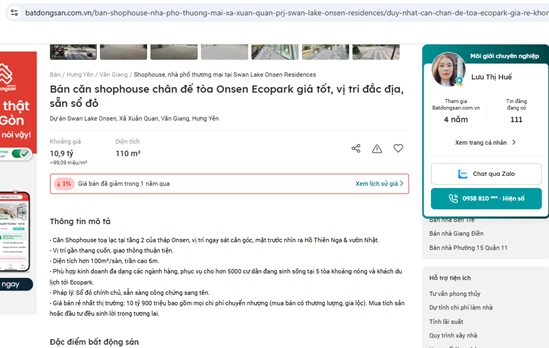 batdongsan.com.vn/ban-shophouse-nha-pho-thuong-mai-xa-xuan-quan-prj-swan-lake-onsen-residences/duy-nhat-can-chan-de-toa-ecopark-gia-re-khon
Môi giới chuyên nghiệp
Lưu Thị Huế
Tham gia Batdongsan.com.vn
4 năm
Tin đăng đang có
111
Xem trang cá nhân
Chat qua Zalo
0938 810 *** · Hiện số
Bán / Hưng Yên / Văn Giang / Shophouse, nhà phố thương mại tại Swan Lake Onsen Residences
Bán căn shophouse chân đế tòa Onsen Ecopark giá tốt, vị trí đắc địa,
sẵn sổ đỏ
Dự án Swan Lake Onsen, Xã Xuân Quan, Văn Giang, Hưng Yên
Khoảng giá
10,9 tỷ
~99,09 triệu/m²
Diện tích
110 m²
1%
Giá bán đã giảm trong 1 năm qua
Xem lịch sử giá
Thông tin mô tả
- Căn Shophouse toạ lạc tại tầng 2 của tháp Onsen, vị trí ngay sát căn góc, mặt trước nhìn ra Hồ Thiên Nga & vườn Nhật.
- Vị trí gần thang cuốn, giao thông thuận tiện.
- Diện tích hơn 100m²/sàn, trần cao 6m.
- Phù hợp kinh doanh đa dạng các ngành hàng, phục vụ cho hơn 5000 cư dân đang sinh sống tại 5 tòa khoáng nóng và khách du
lịch tới Ecopark.
- Pháp lý: Sổ đỏ chính chủ, sẵn sàng công chứng sang tên.
- Giá bán rẻ nhất thị trường: 10 tỷ 900 triệu bao gồm mọi chi phí chuyển nhượng (mua bán có thương lượng, gia lộc). Mua tích sản
hoặc đầu tư đều sinh lời trong tương lai.
Đặc điểm bất động sản
Bán nhà Bến Tre
Bán nhà Giang Điền
Bán nhà Phường 15 Quận 11
Hỗ trợ tiện ích
Tư vấn phong thủy
Dự tính chi phí làm nhà
Tính lãi suất
Quy trình xây nhà
thật
Gòn
nói vậy!
ngay